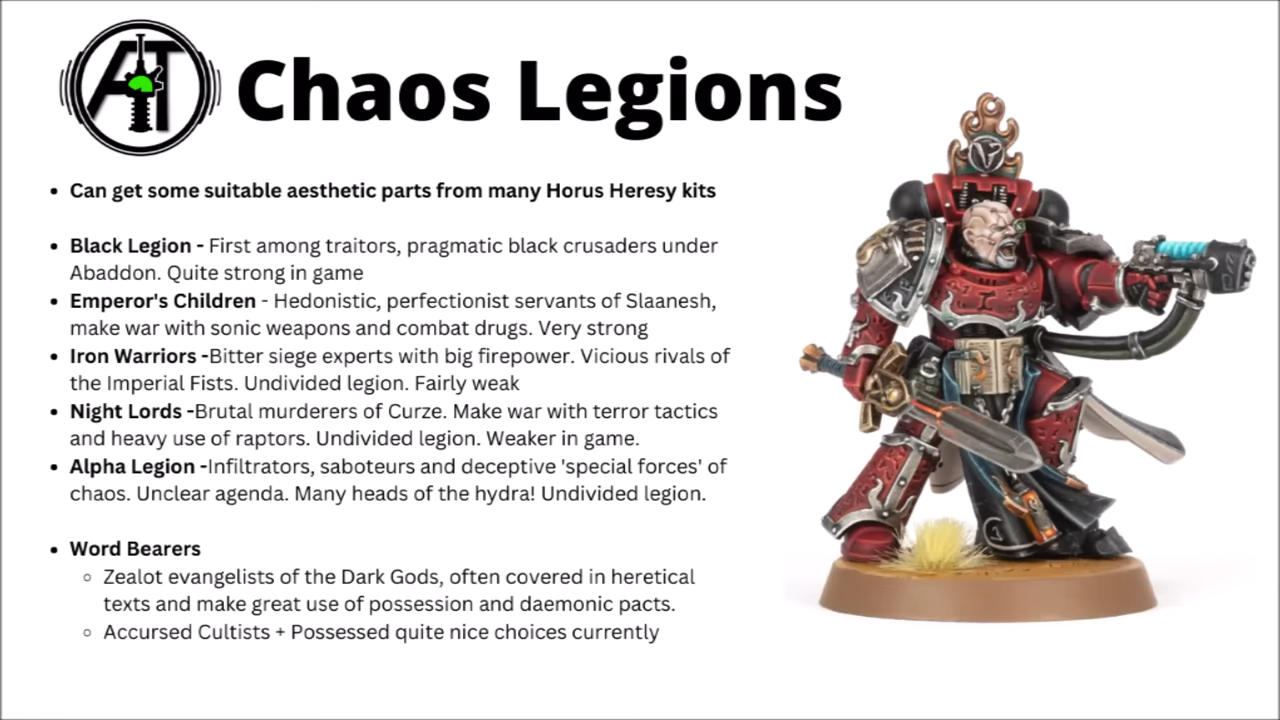 AT
Chaos Legions
Can get some suitable aesthetic parts from many Horus Heresy kits
Black Legion - First among traitors, pragmatic black crusaders under
Abaddon. Quite strong in game
Emperor's Children - Hedonistic, perfectionist servants of Slaanesh,
make war with sonic weapons and combat drugs. Very strong
Iron Warriors -Bitter siege experts with big firepower. Vicious rivals of
the Imperial Fists. Undivided legion. Fairly weak
Night Lords -Brutal murderers of Curze. Make war with terror tactics
and heavy use of raptors. Undivided legion. Weaker in game.
Alpha Legion -Infiltrators, saboteurs and deceptive 'special forces' of
chaos. Unclear agenda. Many heads of the hydra! Undivided legion.
Word Bearers
Zealot evangelists of the Dark Gods, often covered in heretical
texts and make great use of possession and daemonic pacts.
Accursed Cultists + Possessed quite nice choices currently